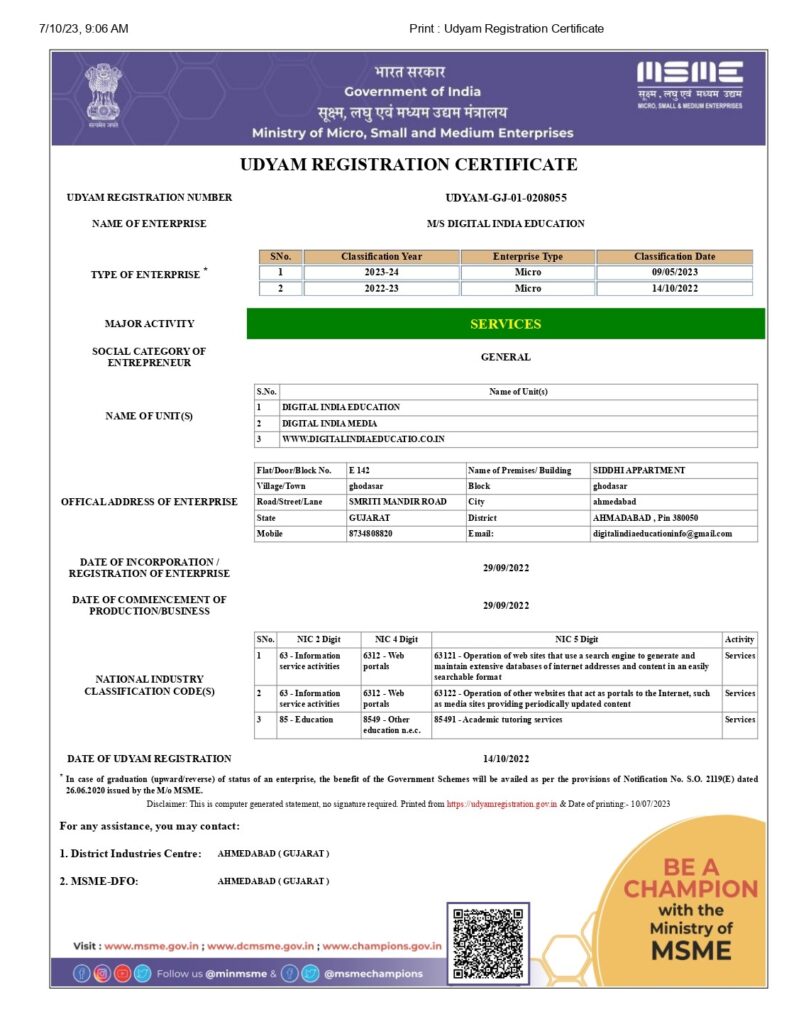 7/10/23, 9:06 AM Print : Udyam Registration Certificate
भारत सरकार
Government of India
सूक्ष्म, लघु एवं मध्यम उद्यम मंत्रालय
Ministry of Micro, Small and Medium Enterprises
सत्यमेव जयते
MSME
सूक्ष्म, लघु एवं मध्यम उद्यम
MICRO, SMALL & MEDIUM ENTERPRISES
UDYAM REGISTRATION CERTIFICATE
UDYAM REGISTRATION NUMBER UDYAM-GJ-01-0208055
NAME OF ENTERPRISE M/S DIGITAL INDIA EDUCATION
TYPE OF ENTERPRISE *
SNo. Classification Year Enterprise Type Classification Date
1 2023-24 Micro 09/05/2023
2 2022-23 Micro 14/10/2022
MAJOR ACTIVITY SERVICES
SOCIAL CATEGORY OF
ENTREPRENEUR
GENERAL
NAME OF UNIT(S)
S.No. Name of Unit(s)
1 DIGITAL INDIA EDUCATION
2 DIGITAL INDIA MEDIA
3 WWW.DIGITALINDIAEDUCATIO.CO.IN
OFFICAL ADDRESS OF ENTERPRISE
Flat/Door/Block No. E 142 Name of Premises/ Building SIDDHI APPARTMENT
Village/Town ghodasar Block ghodasar
Road/Street/Lane SMRITI MANDIR ROAD City ahmedabad
State GUJARAT District AHMADABAD , Pin 380050
Mobile 8734808820 Email: digitalindiaeducationinfo@gmail.com
DATE OF INCORPORATION /
REGISTRATION OF ENTERPRISE
29/09/2022
DATE OF COMMENCEMENT OF
PRODUCTION/BUSINESS
29/09/2022
NATIONAL INDUSTRY
CLASSIFICATION CODE(S)
SNo. NIC 2 Digit NIC 4 Digit NIC 5 Digit Activity
1 63 - Information 6312 - Web 63121 - Operation of web sites that use a search engine to generate and Services
service activities portals maintain extensive databases of internet addresses and content in an easily
searchable format
2 63 - Information 6312 - Web 63122 - Operation of other websites that act as portals to the Internet, such Services
service activities portals as media sites providing periodically updated content
3 85 - Education 8549 - Other 85491 - Academic tutoring services Services
education n.e.c.
DATE OF UDYAM REGISTRATION 14/10/2022
* In case of graduation (upward/reverse) of status of an enterprise, the benefit of the Government Schemes will be availed as per the provisions of Notification No. S.O. 2119(E) dated
26.06.2020 issued by the M/o MSME.
Disclaimer: This is computer generated statement, no signature required. Printed from https://udyamregistration.gov.in & Date of printing:- 10/07/2023
For any assistance, you may contact:
1. District Industries Centre: AHMEDABAD ( GUJARAT )
2. MSME-DFO: AHMEDABAD ( GUJARAT )
BE A
CHAMPION
with the
Ministry of
MSME
Visit : www.msme.gov.in ; www.dcmsme.gov.in ; www.champions.gov.in
Follow us @minmsme & @msmechampions